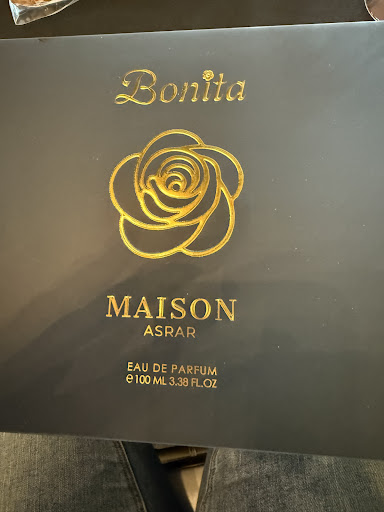 Bonita
MAISON
ASRAR
EAU DE PARFUM
℮ 100 ML 3.38 FL.OZ